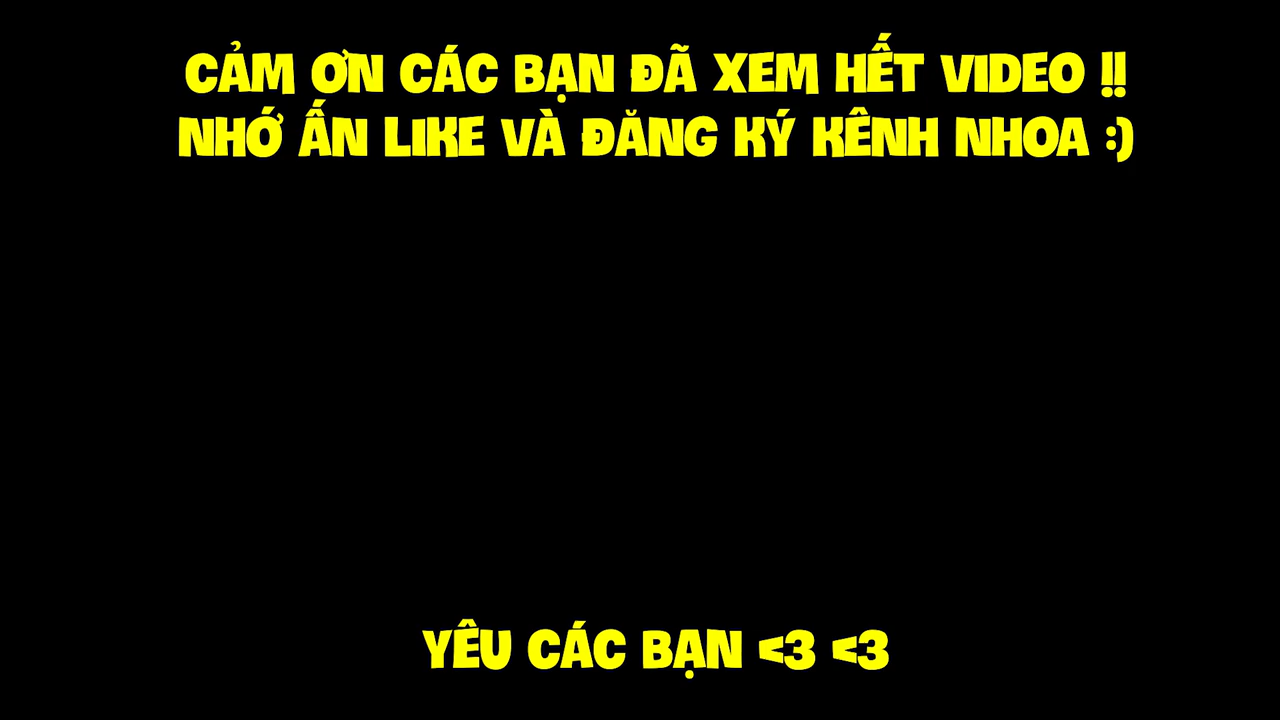 CẢM ƠN CÁC BẠN ĐÃ XEM HẾT VIDEO !!
NHỚ ẤN LIKE VÀ ĐĂNG KÝ KÊNH NHOA :)
YÊU CÁC BẠN <3 <3